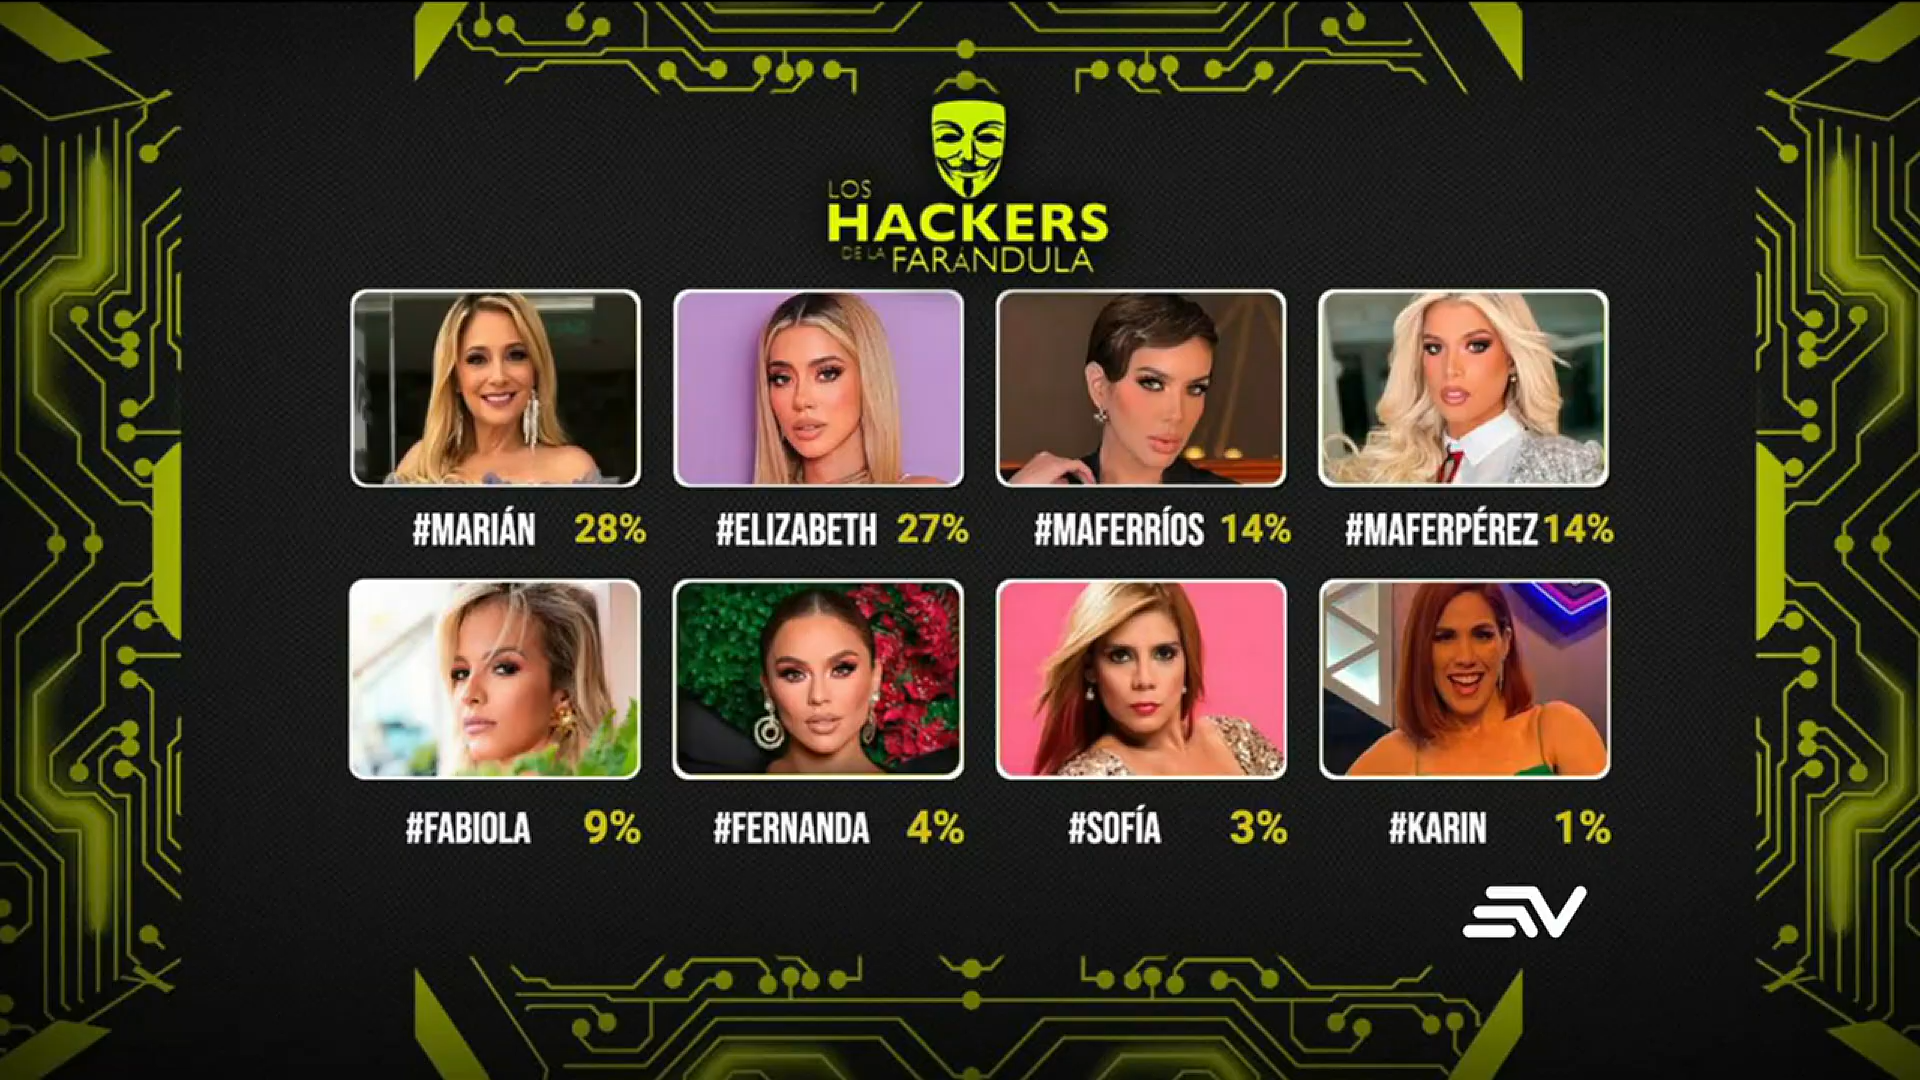 LOS
HACKERS
DE LA FARÁNDULA
#MARIÁN 28%
#ELIZABETH 27%
#MAFERRÍOS 14%
#MAFERPÉREZ 14%
#FABIOLA 9%
#FERNANDA 4%
#SOFÍA 3%
#KARIN 1%